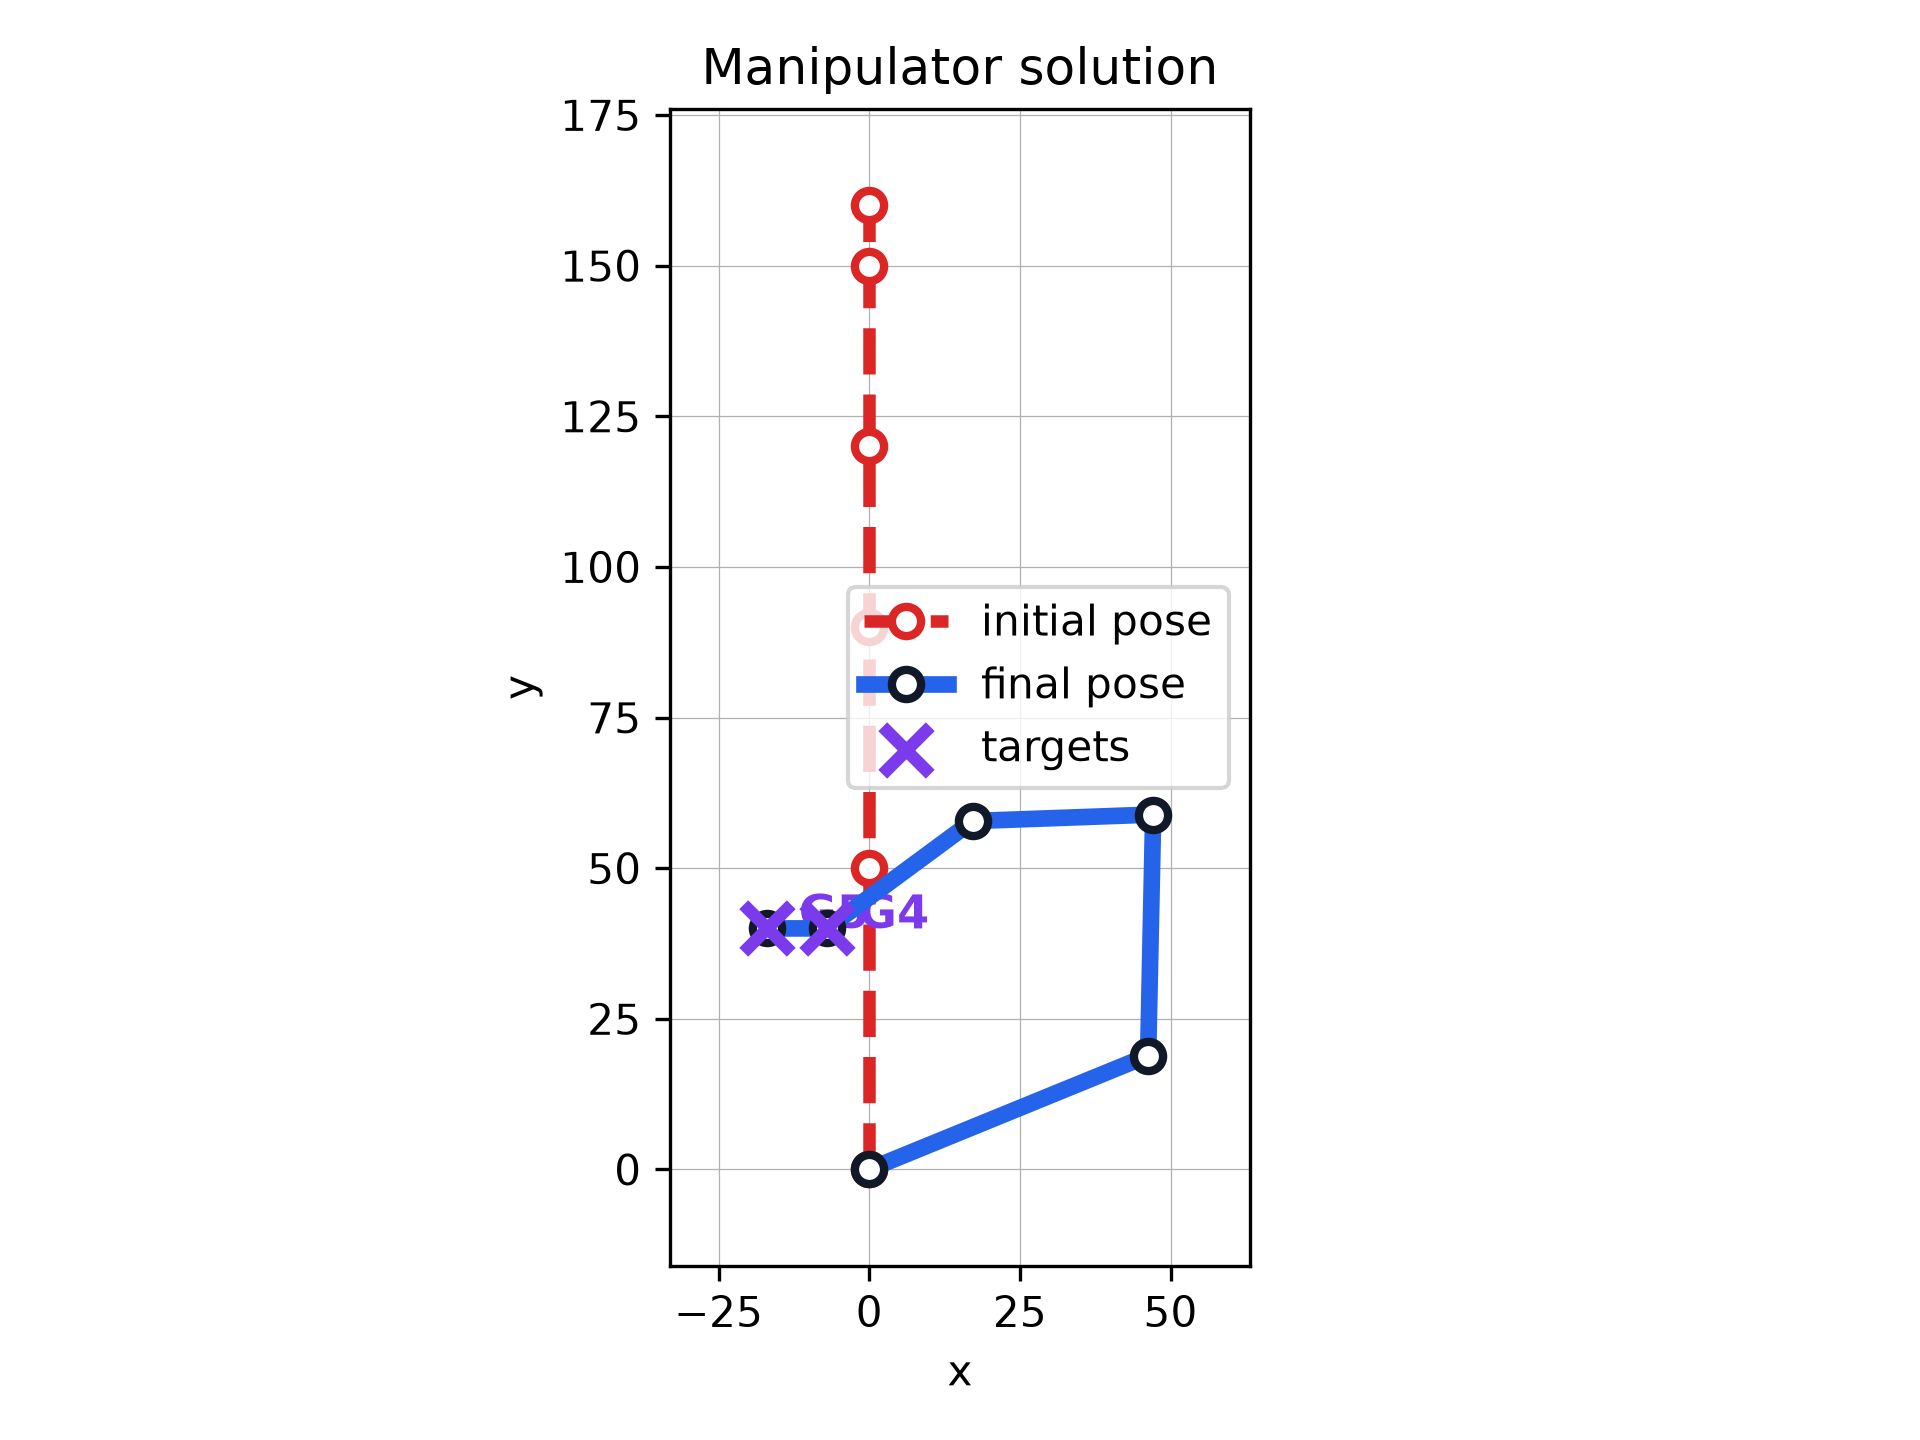 Manipulator solution
175
150
125
100
75
50
25
0
y
initial pose
final pose
targets
G4
−25 0 25 50
x